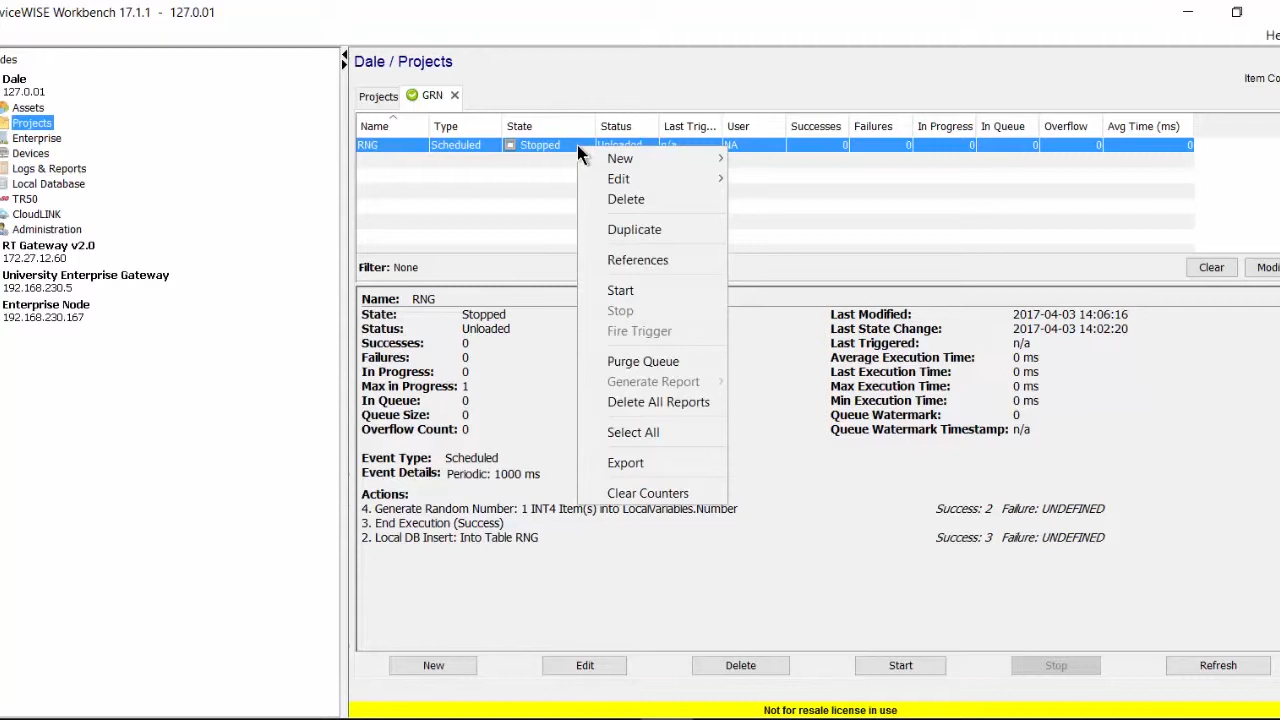 viceWISE Workbench 17.1.1 - 127.0.01
He
des
Dale
127.0.01
Assets
Projects
Enterprise
Devices
Logs & Reports
Local Database
TR50
CloudLINK
Administration
RT Gateway v2.0
172.27.12.60
University Enterprise Gateway
192.168.230.5
Enterprise Node
192.168.230.167
Dale / Projects
Item Co
Projects GRN
Name Type State Status Last Trig... User Successes Failures In Progress In Queue Overflow Avg Time (ms)
RNG Scheduled Stopped Unloaded n/a NA 0 0 0 0 0 0
New
Edit
Delete
Duplicate
References
Start
Stop
Fire Trigger
Purge Queue
Generate Report
Delete All Reports
Select All
Export
Clear Counters
Filter: None
Clear Modi
Name: RNG
State: Stopped
Status: Unloaded
Successes: 0
Failures: 0
In Progress: 0
Max in Progress: 1
In Queue: 0
Queue Size: 0
Overflow Count: 0
Last Modified: 2017-04-03 14:06:16
Last State Change: 2017-04-03 14:02:20
Last Triggered: n/a
Average Execution Time: 0 ms
Last Execution Time: 0 ms
Max Execution Time: 0 ms
Min Execution Time: 0 ms
Queue Watermark: 0
Queue Watermark Timestamp: n/a
Event Type: Scheduled
Event Details: Periodic: 1000 ms
Actions:
4. Generate Random Number: 1 INT4 Item(s) into LocalVariables.Number Success: 2 Failure: UNDEFINED
3. End Execution (Success)
2. Local DB Insert: Into Table RNG Success: 3 Failure: UNDEFINED
New Edit Delete Start Stop Refresh
Not for resale license in use